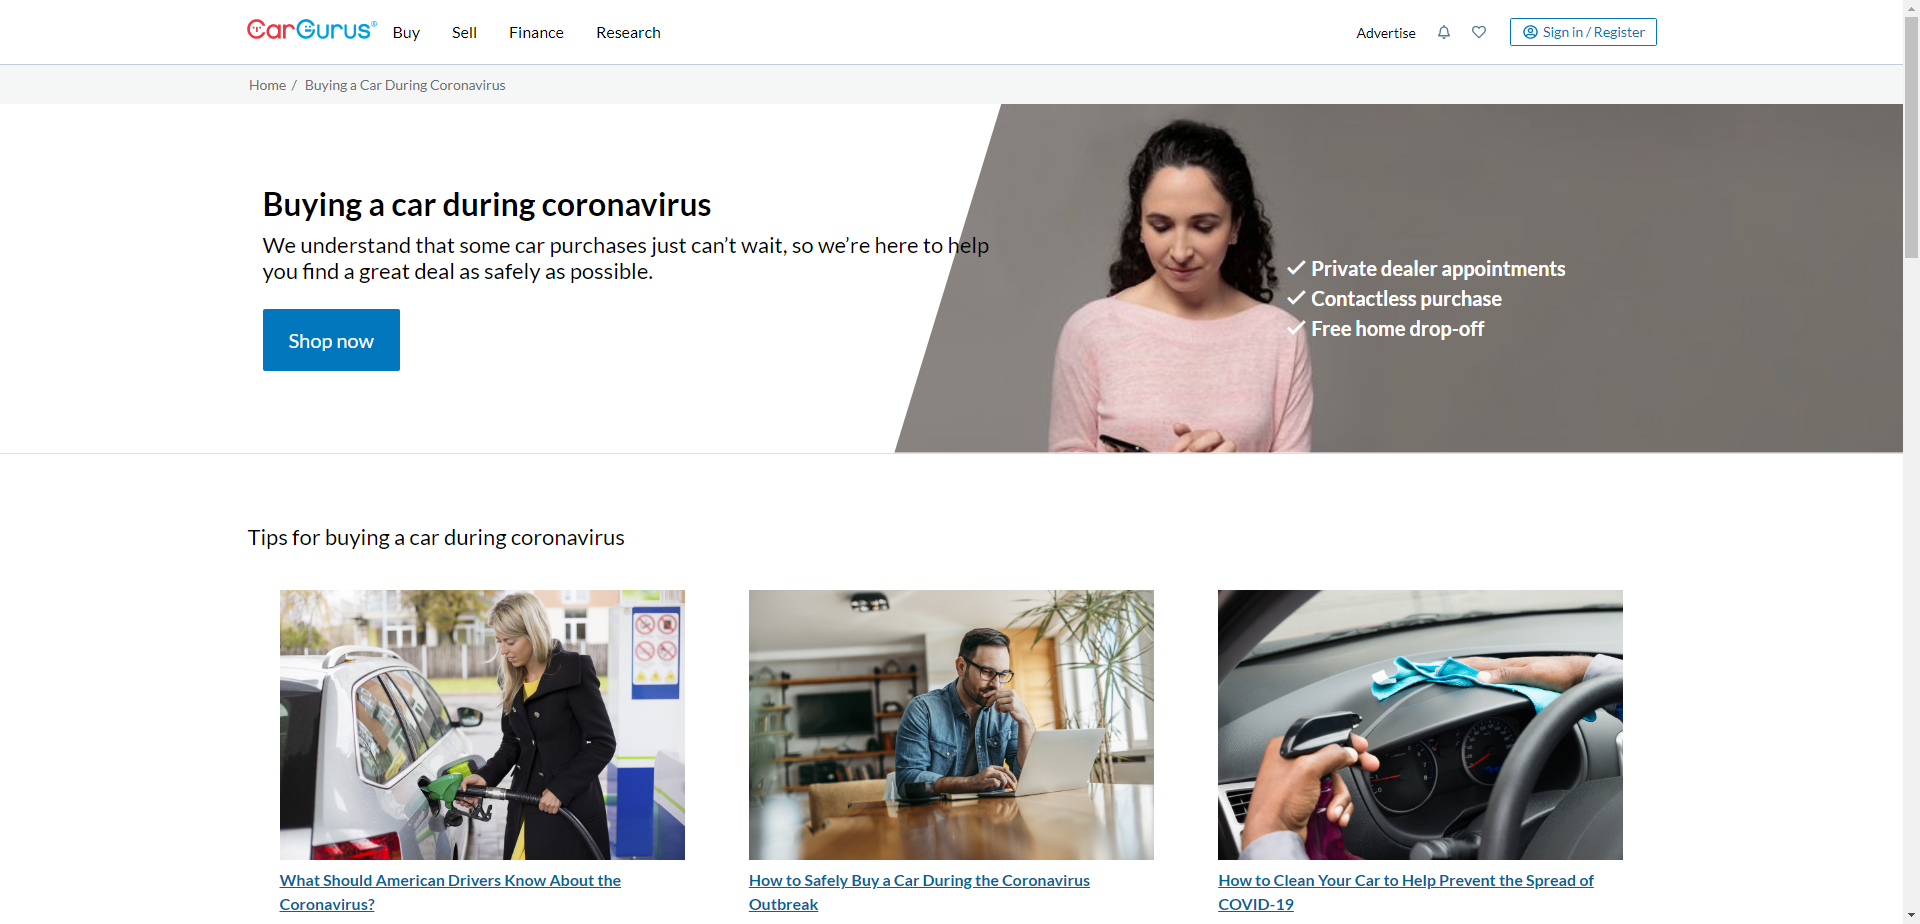 CarGurus®
Buy
Sell
Finance
Research
Advertise
Sign in / Register
Home / Buying a Car During Coronavirus
Buying a car during coronavirus
We understand that some car purchases just can’t wait, so we’re here to help
you find a great deal as safely as possible.
Shop now
Private dealer appointments
Contactless purchase
Free home drop-off
Tips for buying a car during coronavirus
What Should American Drivers Know About the
Coronavirus?
How to Safely Buy a Car During the Coronavirus
Outbreak
How to Clean Your Car to Help Prevent the Spread of
COVID-19